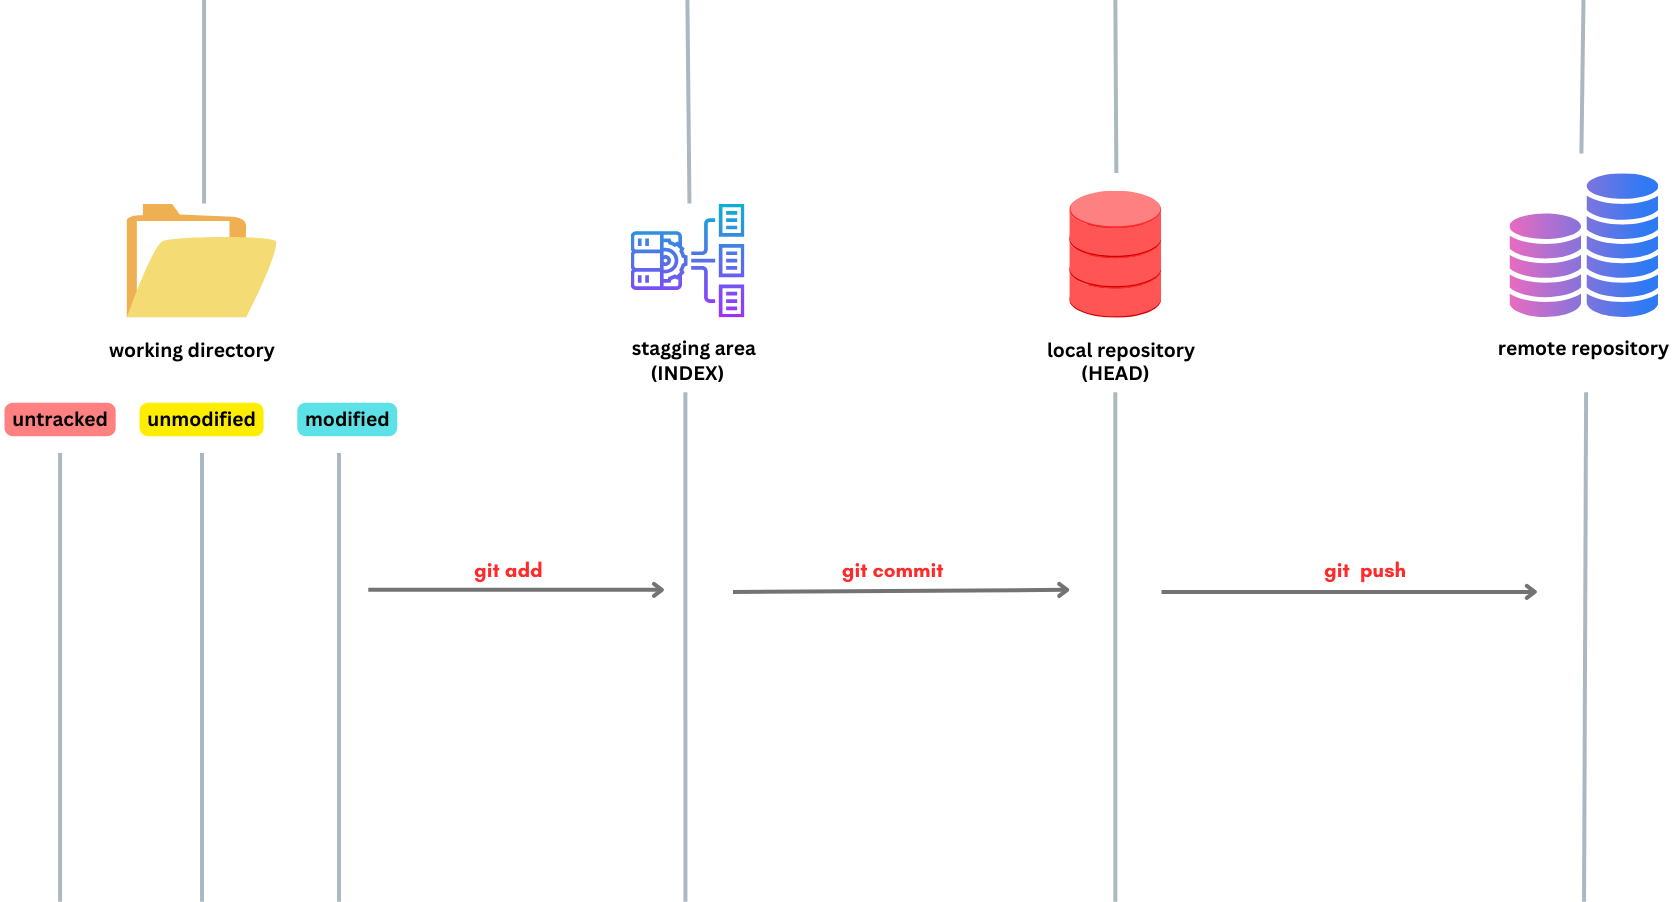 working directory
stagging area
(INDEX)
local repository
(HEAD)
remote repository
untracked
unmodified
modified
git add
git commit
git  push